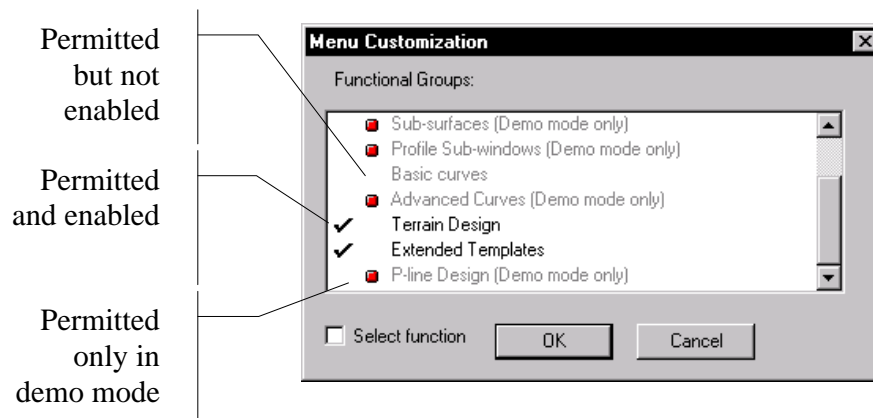 Permitted
but not
enabled
Permitted
and enabled
Permitted
only in
demo mode
Menu Customization
Functional Groups:
Sub-surfaces (Demo mode only)
Profile Sub-windows (Demo mode only)
Basic curves
Advanced Curves (Demo mode only)
Terrain Design
Extended Templates
P-line Design (Demo mode only)
Select function
OK
Cancel